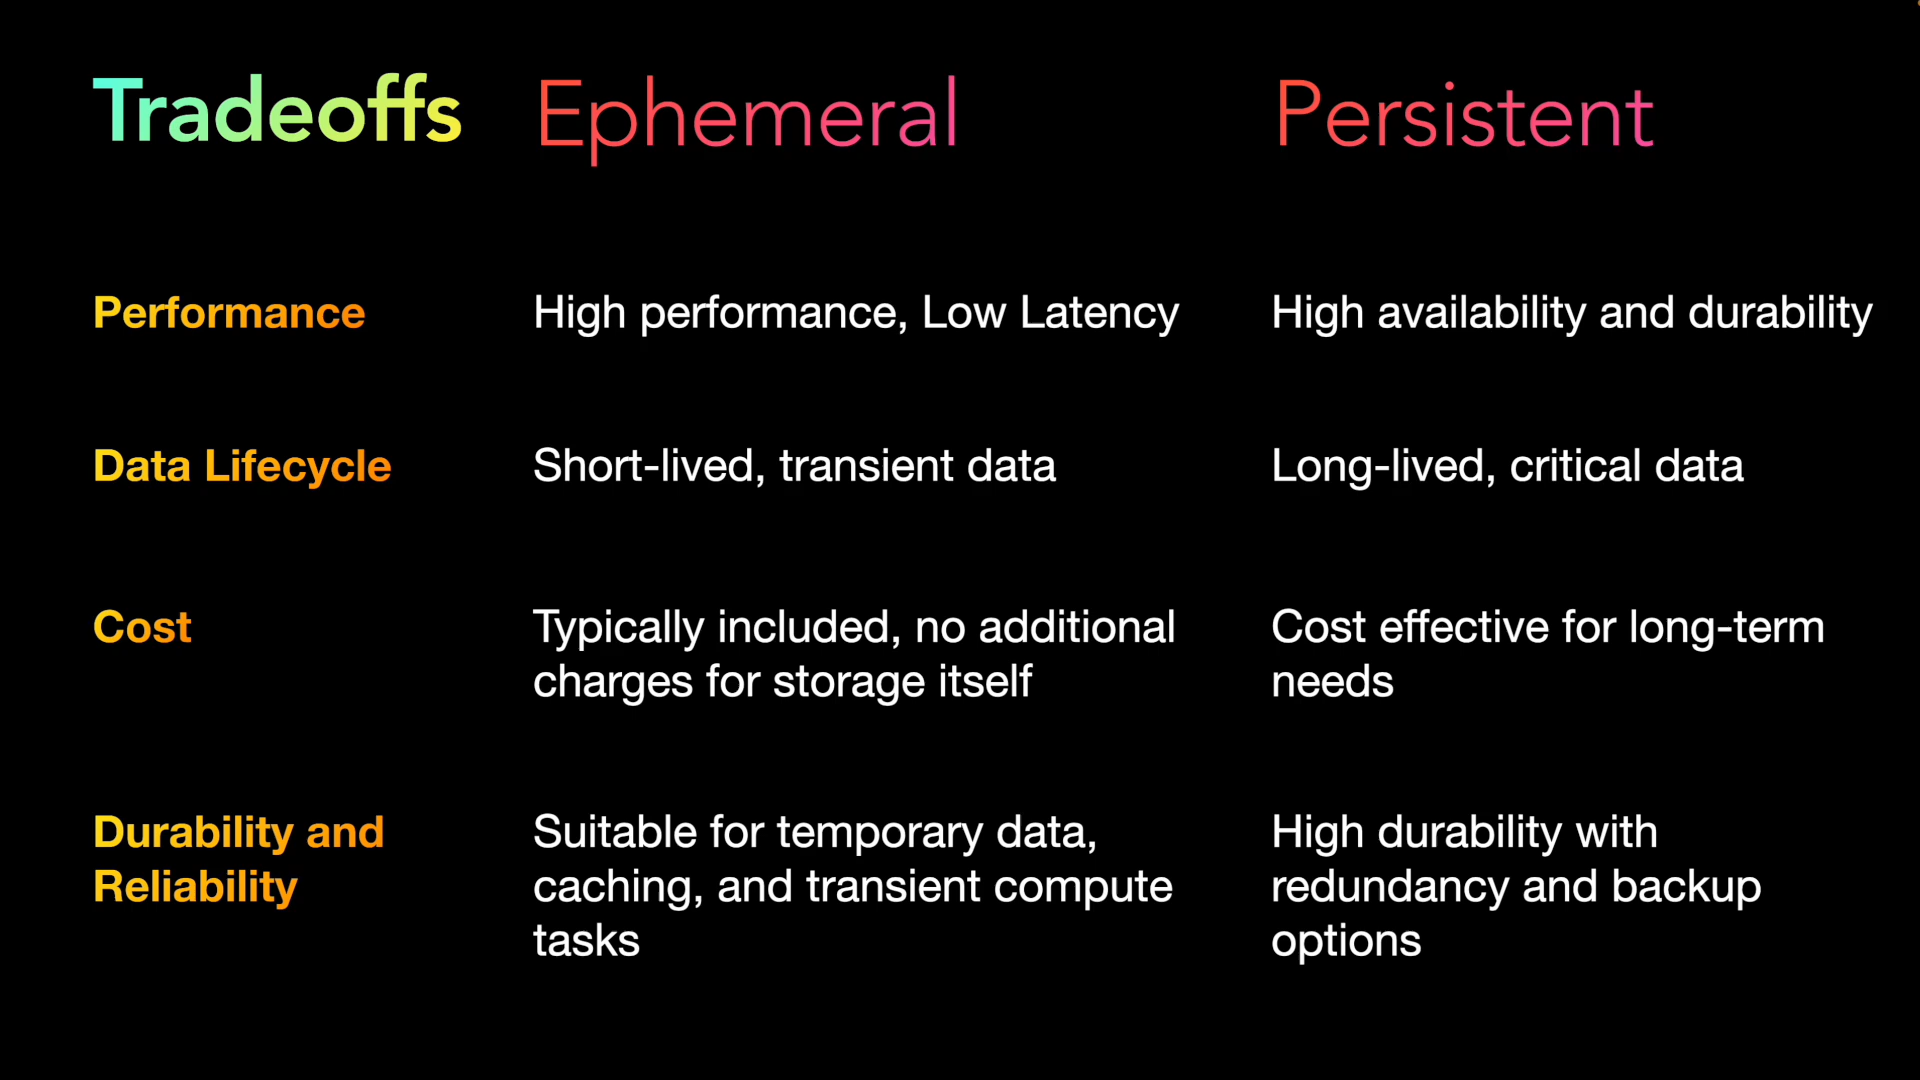 Tradeoffs Ephemeral Persistent
Performance High performance, Low Latency High availability and durability
Data Lifecycle Short-lived, transient data Long-lived, critical data
Cost Typically included, no additional Cost effective for long-term
charges for storage itself needs
Durability and Suitable for temporary data, High durability with
Reliability caching, and transient compute redundancy and backup
tasks options